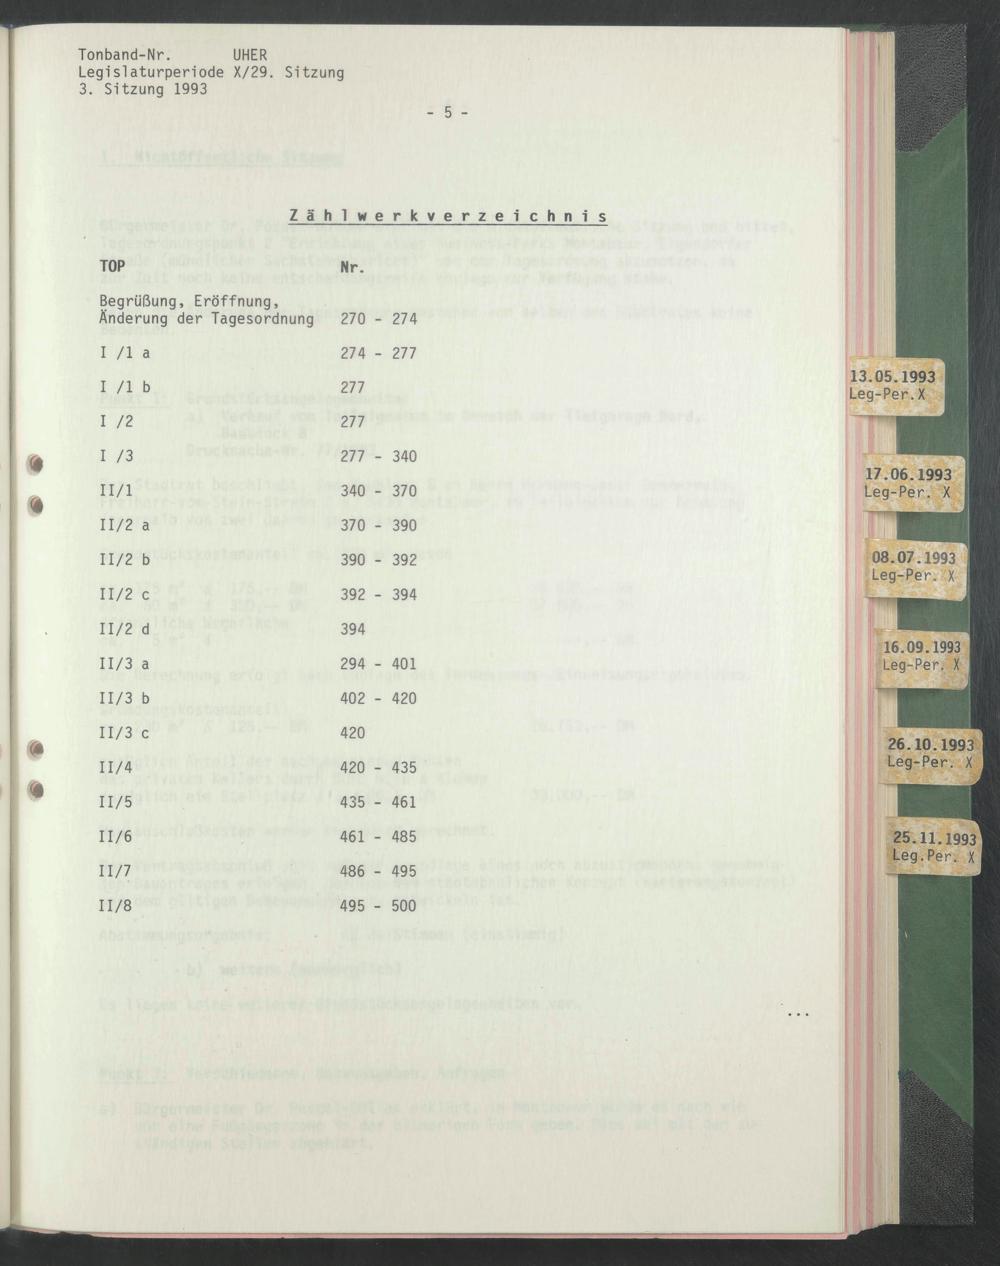 Tonband-Nr. UHER
Legislaturperiode X/29. Sitzung
3. Sitzung 1993
- 5 -
Zählwerkverzeichnis
TOP Nr.
Begrüßung, Eröffnung,
Änderung der Tagesordnung 270 - 274
I /1 a 274 - 277
I /1 b 277
I /2 277
I /3 277 - 340
II/1 340 - 370
II/2 a 370 - 390
II/2 b 390 - 392
II/2 c 392 - 394
II/2 d 394
II/3 a 294 - 401
II/3 b 402 - 420
II/3 c 420
II/4 420 - 435
II/5 435 - 461
II/6 461 - 485
II/7 486 - 495
II/8 495 - 500
...
13.05.1993
Leg-Per.X
17.06.1993
Leg-Per. X
08.07.1993
Leg-Per. X
16.09.1993
Leg-Per. X
26.10.1993
Leg-Per. X
25.11.1993
Leg.Per. X